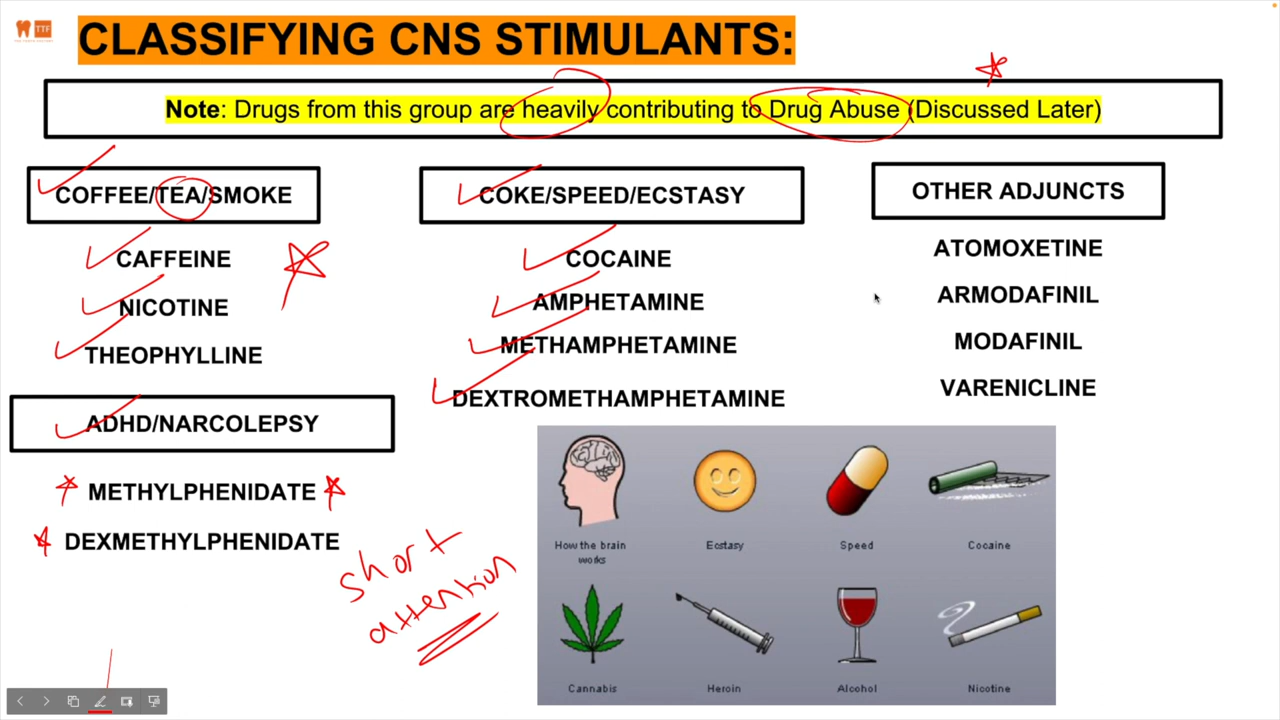 TTF
CLASSIFYING CNS STIMULANTS:
Note: Drugs from this group are heavily contributing to Drug Abuse (Discussed Later)
COFFEE/TEA/SMOKE
CAFFEINE
NICOTINE
THEOPHYLLINE
ADHD/NARCOLEPSY
METHYLPHENIDATE
DEXMETHYLPHENIDATE
short
attention
COKE/SPEED/ECSTASY
COCAINE
AMPHETAMINE
METHAMPHETAMINE
DEXTROMETHAMPHETAMINE
OTHER ADJUNCTS
ATOMOXETINE
ARMODAFINIL
MODAFINIL
VARENICLINE
How the brain
works
Ecstasy
Speed
Cocaine
Cannabis
Heroin
Alcohol
Nicotine